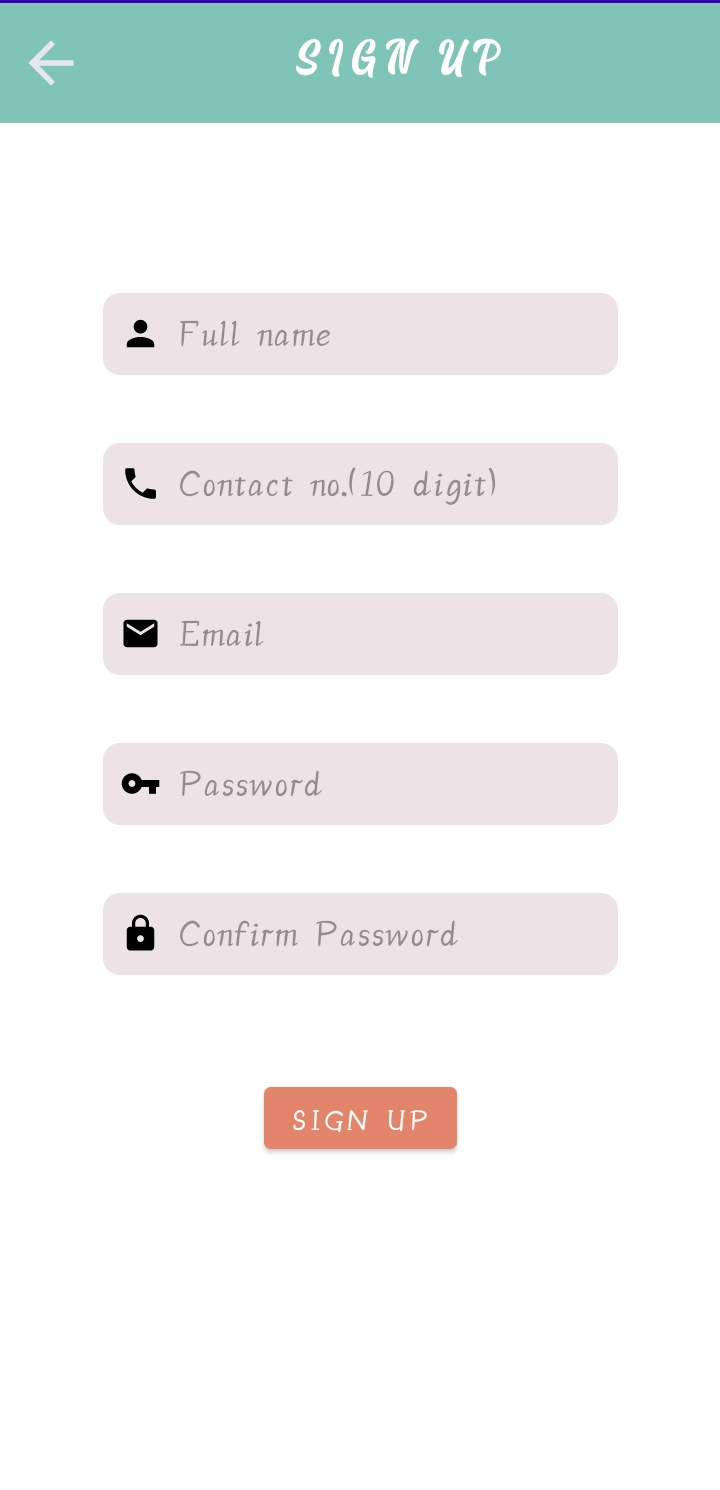 SIGN UP
Full name
Contact no.(10 digit)
Email
Password
Confirm Password
SIGN UP